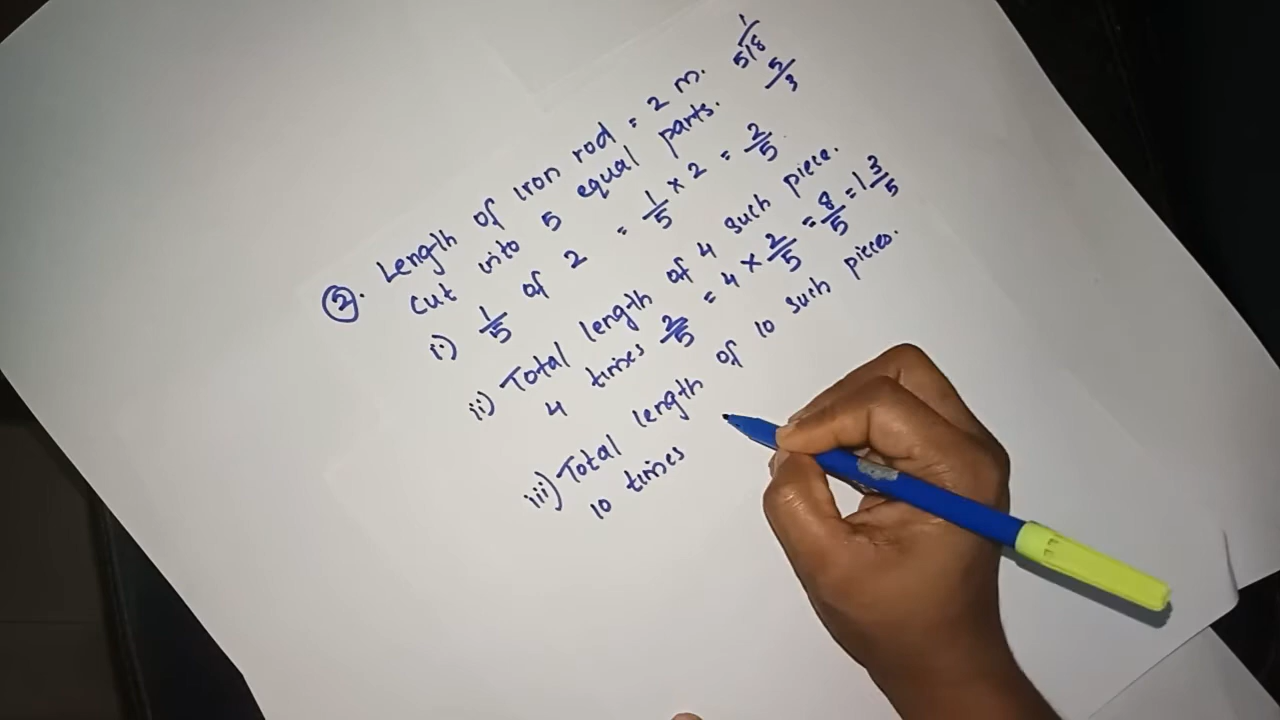 2. Length of Iron rod = 2 m.
cut into 5 equal parts.
i) 1/5 of 2 = 1/5 × 2 = 2/5
ii) Total length of 4 such piece.
4 times 2/5 = 4 × 2/5 = 8/5 = 1 3/5
iii) Total length of 10 such pieces.
10 times
1
5/8
5
3